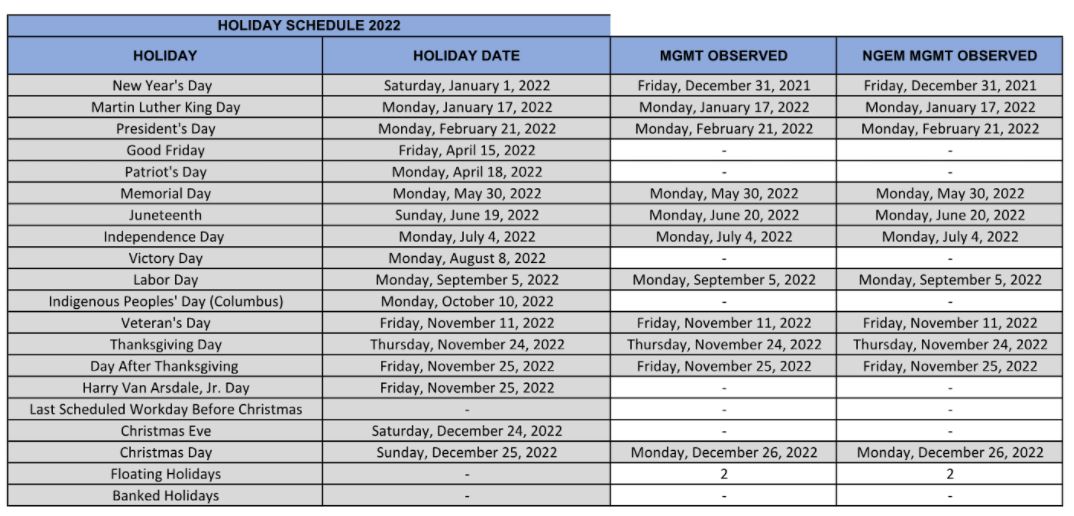 HOLIDAY SCHEDULE 2022
HOLIDAY HOLIDAY DATE MGMT OBSERVED NGEM MGMT OBSERVED
New Year's Day Saturday, January 1, 2022 Friday, December 31, 2021 Friday, December 31, 2021
Martin Luther King Day Monday, January 17, 2022 Monday, January 17, 2022 Monday, January 17, 2022
President's Day Monday, February 21, 2022 Monday, February 21, 2022 Monday, February 21, 2022
Good Friday Friday, April 15, 2022 - -
Patriot's Day Monday, April 18, 2022 - -
Memorial Day Monday, May 30, 2022 Monday, May 30, 2022 Monday, May 30, 2022
Juneteenth Sunday, June 19, 2022 Monday, June 20, 2022 Monday, June 20, 2022
Independence Day Monday, July 4, 2022 Monday, July 4, 2022 Monday, July 4, 2022
Victory Day Monday, August 8, 2022 - -
Labor Day Monday, September 5, 2022 Monday, September 5, 2022 Monday, September 5, 2022
Indigenous Peoples' Day (Columbus) Monday, October 10, 2022 - -
Veteran's Day Friday, November 11, 2022 Friday, November 11, 2022 Friday, November 11, 2022
Thanksgiving Day Thursday, November 24, 2022 Thursday, November 24, 2022 Thursday, November 24, 2022
Day After Thanksgiving Friday, November 25, 2022 Friday, November 25, 2022 Friday, November 25, 2022
Harry Van Arsdale, Jr. Day Friday, November 25, 2022 - -
Last Scheduled Workday Before Christmas - - -
Christmas Eve Saturday, December 24, 2022 - -
Christmas Day Sunday, December 25, 2022 Monday, December 26, 2022 Monday, December 26, 2022
Floating Holidays - 2 2
Banked Holidays - - -